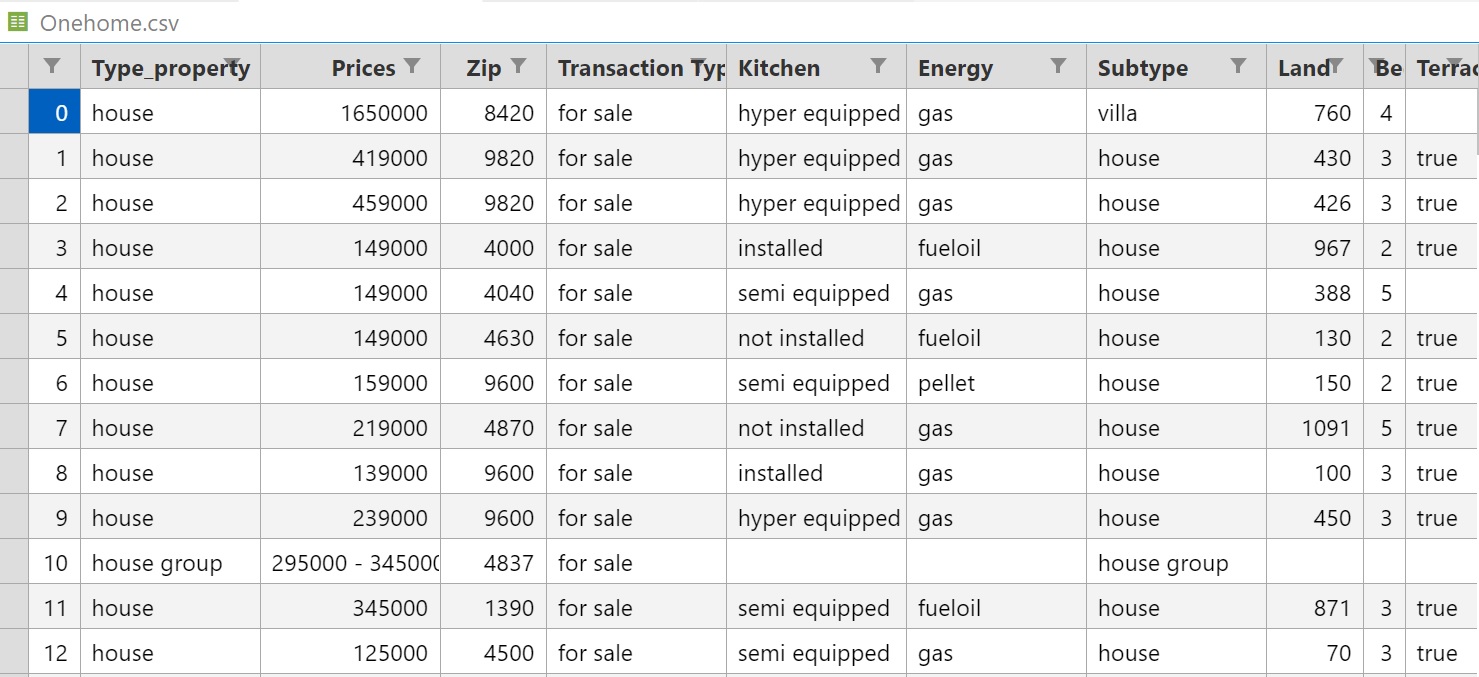 Onehome.csv
Type_property Prices Zip Transaction Typ Kitchen Energy Subtype Land Be Terrac
0 house 1650000 8420 for sale hyper equipped gas villa 760 4
1 house 419000 9820 for sale hyper equipped gas house 430 3 true
2 house 459000 9820 for sale hyper equipped gas house 426 3 true
3 house 149000 4000 for sale installed fueloil house 967 2 true
4 house 149000 4040 for sale semi equipped gas house 388 5
5 house 149000 4630 for sale not installed fueloil house 130 2 true
6 house 159000 9600 for sale semi equipped pellet house 150 2 true
7 house 219000 4870 for sale not installed gas house 1091 5 true
8 house 139000 9600 for sale installed gas house 100 3 true
9 house 239000 9600 for sale hyper equipped gas house 450 3 true
10 house group 295000 - 345000 4837 for sale house group
11 house 345000 1390 for sale semi equipped fueloil house 871 3 true
12 house 125000 4500 for sale semi equipped gas house 70 3 true